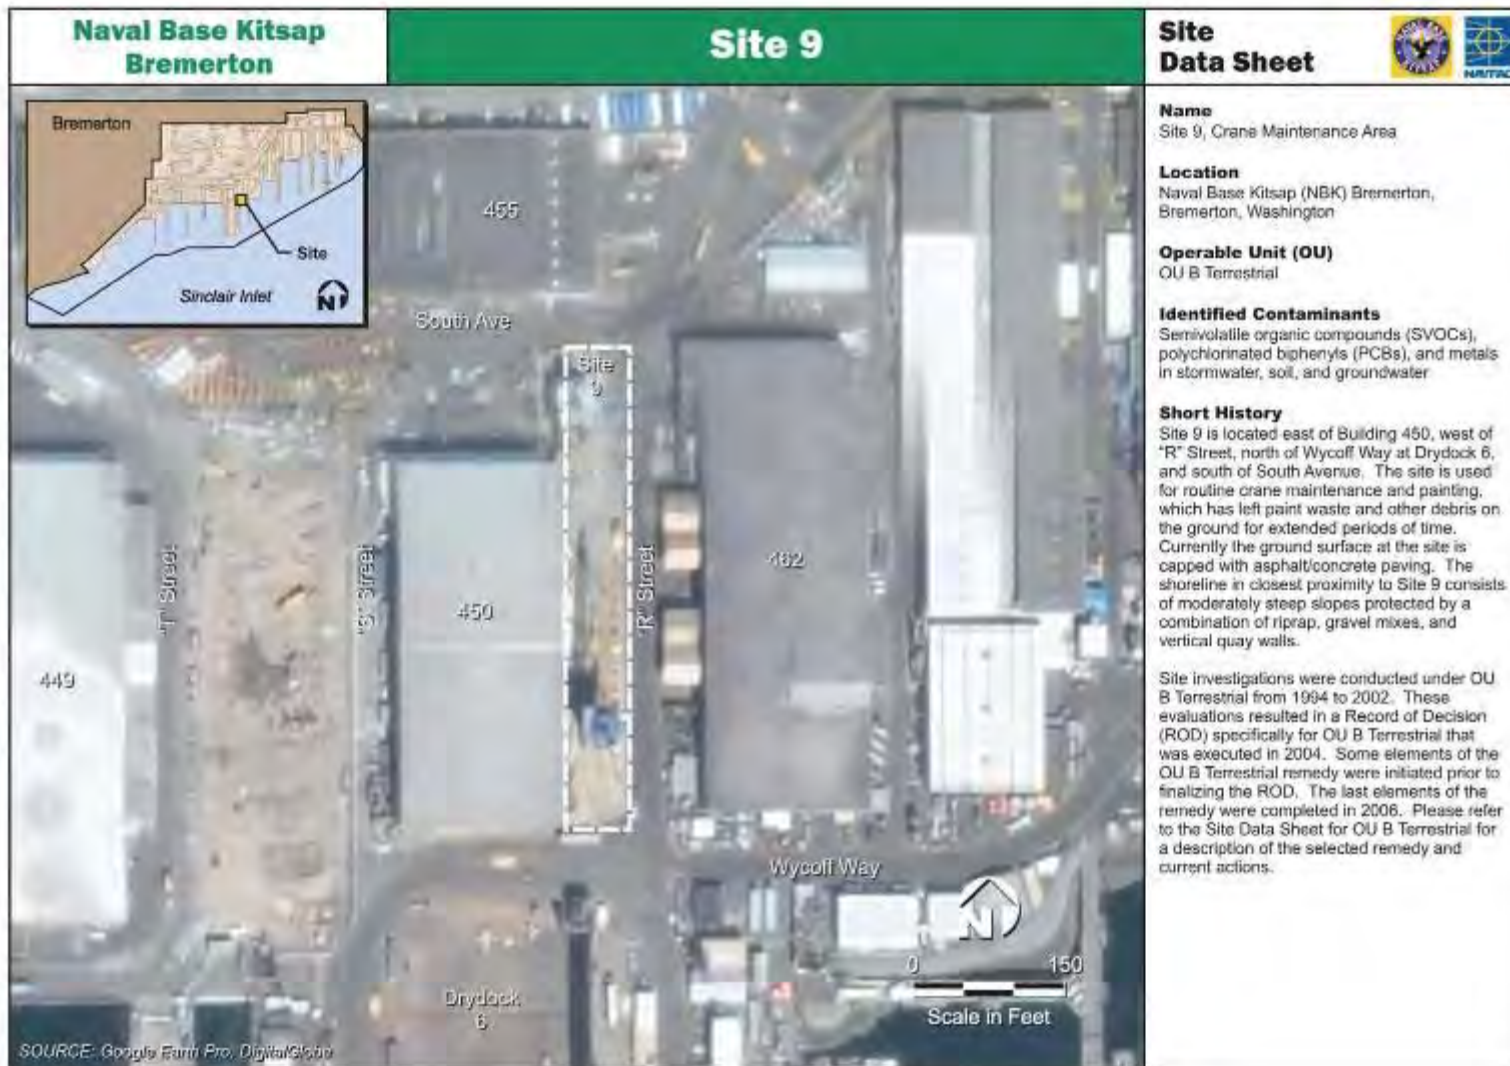 Naval Base Kitsap
Bremerton
Site 9
Site
Data Sheet
NAVFAC
Bremerton
Site
Sinclair Inlet
N
455
South Ave
Site
9
"T" Street
"S" Street
"R" Street
449
450
462
Wycoff Way
N
0 150
Scale in Feet
Drydock
6
SOURCE: Google Earth Pro, DigitalGlobe
Name
Site 9, Crane Maintenance Area
Location
Naval Base Kitsap (NBK) Bremerton,
Bremerton, Washington
Operable Unit (OU)
OU B Terrestrial
Identified Contaminants
Semivolatile organic compounds (SVOCs),
polychlorinated biphenyls (PCBs), and metals
in stormwater, soil, and groundwater
Short History
Site 9 is located east of Building 450, west of
"R" Street, north of Wycoff Way at Drydock 6,
and south of South Avenue. The site is used
for routine crane maintenance and painting,
which has left paint waste and other debris on
the ground for extended periods of time.
Currently the ground surface at the site is
capped with asphalt/concrete paving. The
shoreline in closest proximity to Site 9 consists
of moderately steep slopes protected by a
combination of riprap, gravel mixes, and
vertical quay walls.
Site investigations were conducted under OU
B Terrestrial from 1994 to 2002. These
evaluations resulted in a Record of Decision
(ROD) specifically for OU B Terrestrial that
was executed in 2004. Some elements of the
OU B Terrestrial remedy were initiated prior to
finalizing the ROD. The last elements of the
remedy were completed in 2006. Please refer
to the Site Data Sheet for OU B Terrestrial for
a description of the selected remedy and
current actions.